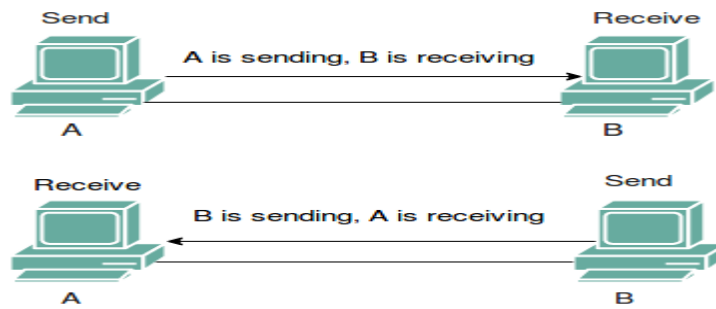 Send
Receive
A is sending, B is receiving
A
B
Receive
Send
B is sending, A is receiving
A
B